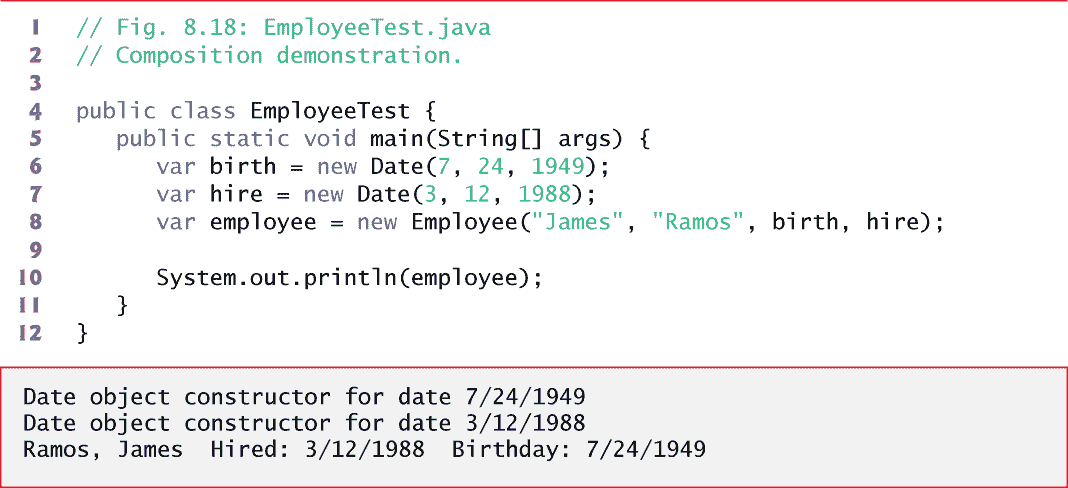 1 // Fig. 8.18: EmployeeTest.java
2 // Composition demonstration.
3
4 public class EmployeeTest {
5    public static void main(String[] args) {
6       var birth = new Date(7, 24, 1949);
7       var hire = new Date(3, 12, 1988);
8       var employee = new Employee("James", "Ramos", birth, hire);
9
10       System.out.println(employee);
11    }
12 }
Date object constructor for date 7/24/1949
Date object constructor for date 3/12/1988
Ramos, James  Hired: 3/12/1988  Birthday: 7/24/1949